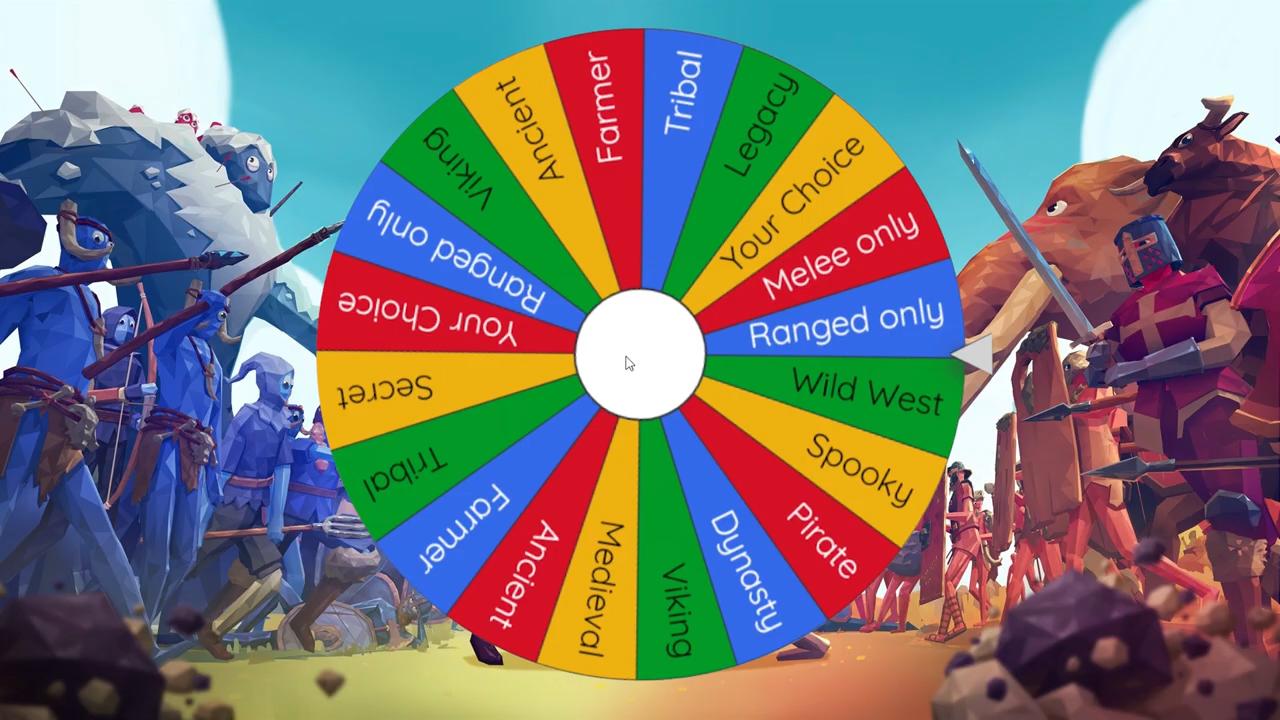 Tribal
Legacy
Your Choice
Melee only
Ranged only
Wild West
Spooky
Pirate
Dynasty
Viking
Medieval
Ancient
Farmer
Tribal
Secret
Your Choice
Ranged only
Viking
Ancient
Farmer